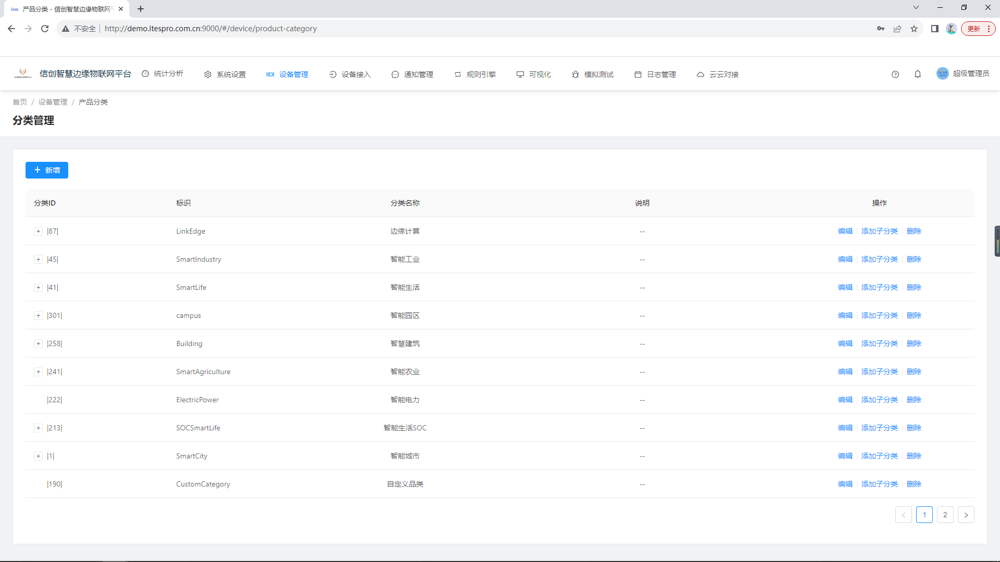 产品分类 - 信创智慧边缘物联网平
不安全 http://demo.itespro.com.cn:9000/#/device/product-category 更新
信创智慧边缘物联网平台 统计分析 系统设置 设备管理 设备接入 通知管理 规则引擎 可视化 模拟测试 日志管理 云云对接 超级管理员
首页 / 设备管理 / 产品分类
分类管理
+ 新增
分类ID 标识 分类名称 说明 操作
+ |87| LinkEdge 边缘计算 -- 编辑 添加子分类 删除
+ |45| SmartIndustry 智能工业 -- 编辑 添加子分类 删除
+ |41| SmartLife 智能生活 -- 编辑 添加子分类 删除
+ |301| campus 智能园区 -- 编辑 添加子分类 删除
+ |258| Building 智慧建筑 -- 编辑 添加子分类 删除
+ |241| SmartAgriculture 智能农业 -- 编辑 添加子分类 删除
|222| ElectricPower 智能电力 -- 编辑 添加子分类 删除
+ |213| SOCSmartLife 智能生活SOC -- 编辑 添加子分类 删除
+ |1| SmartCity 智能城市 -- 编辑 添加子分类 删除
|190| CustomCategory 自定义品类 -- 编辑 添加子分类 删除
< 1 2 >